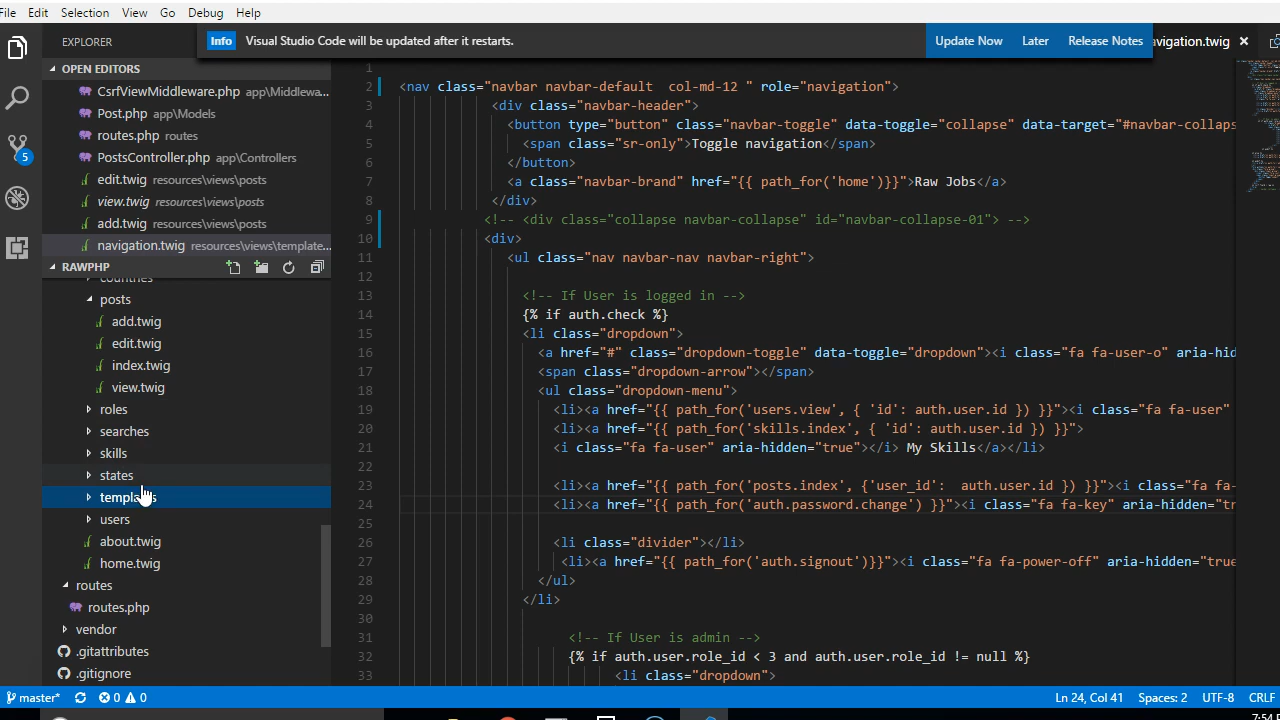 File Edit Selection View Go Debug Help
EXPLORER
Info Visual Studio Code will be updated after it restarts.
Update Now Later Release Notes
avigation.twig ×
OPEN EDITORS
CsrfViewMiddleware.php app\Middlewa...
Post.php app\Models
routes.php routes
PostsController.php app\Controllers
edit.twig resources\views\posts
view.twig resources\views\posts
add.twig resources\views\posts
navigation.twig resources\views\template...
5
RAWPHP
countries
posts
add.twig
edit.twig
index.twig
view.twig
roles
searches
skills
states
templates
users
about.twig
home.twig
routes
routes.php
vendor
.gitattributes
.gitignore
1
2 <nav class="navbar navbar-default  col-md-12 " role="navigation">
3 <div class="navbar-header">
4 <button type="button" class="navbar-toggle" data-toggle="collapse" data-target="#navbar-collaps
5 <span class="sr-only">Toggle navigation</span>
6 </button>
7 <a class="navbar-brand" href="{{ path_for('home')}}">Raw Jobs</a>
8 </div>
9 <!-- <div class="collapse navbar-collapse" id="navbar-collapse-01"> -->
10 <div>
11 <ul class="nav navbar-nav navbar-right">
12
13 <!-- If User is logged in -->
14 {% if auth.check %}
15 <li class="dropdown">
16 <a href="#" class="dropdown-toggle" data-toggle="dropdown"><i class="fa fa-user-o" aria-hid
17 <span class="dropdown-arrow"></span>
18 <ul class="dropdown-menu">
19 <li><a href="{{ path_for('users.view', { 'id': auth.user.id }) }}"><i class="fa fa-user"
20 <li><a href="{{ path_for('skills.index', { 'id': auth.user.id }) }}">
21 <i class="fa fa-user" aria-hidden="true"></i> My Skills</a></li>
22
23 <li><a href="{{ path_for('posts.index', {'user_id':  auth.user.id }) }}"><i class="fa fa-
24 <li><a href="{{ path_for('auth.password.change') }}"><i class="fa fa-key" aria-hidden="tr
25
26 <li class="divider"></li>
27 <li><a href="{{ path_for('auth.signout')}}"><i class="fa fa-power-off" aria-hidden="true
28 </ul>
29 </li>
30
31 <!-- If User is admin -->
32 {% if auth.user.role_id < 3 and auth.user.role_id != null %}
33 <li class="dropdown">
master* 0 0 Ln 24, Col 41 Spaces: 2 UTF-8 CRLF